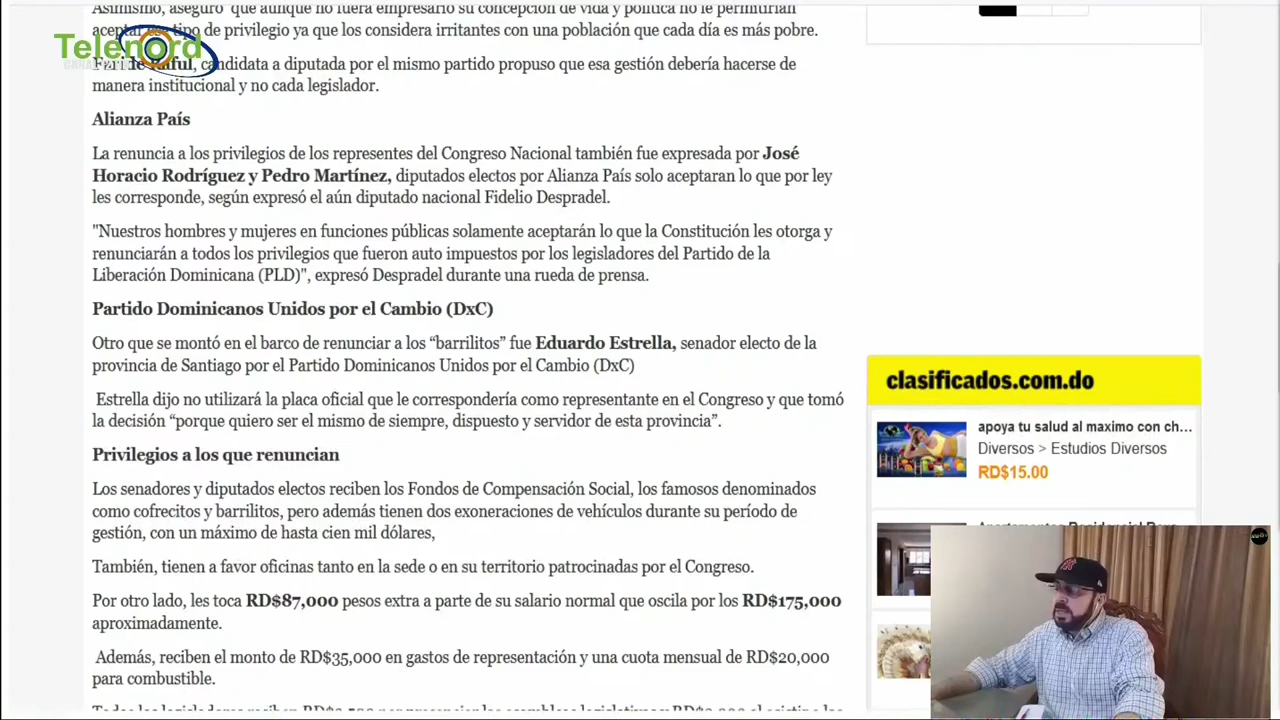 Asimismo, aseguró que aunque no fuera empresario su concepción de vida y política no le permitirían
Telenord
aceptar ese tipo de privilegio ya que los considera irritantes con una población que cada día es más pobre.
candidata a diputada por el mismo partido propuso que esa gestión debería hacerse de
manera institucional y no cada legislador.
Alianza País
La renuncia a los privilegios de los representes del Congreso Nacional también fue expresada por José
Horacio Rodríguez y Pedro Martínez, diputados electos por Alianza País solo aceptaran lo que por ley
les corresponde, según expresó el aún diputado nacional Fidelio Despradel.
"Nuestros hombres y mujeres en funciones públicas solamente aceptarán lo que la Constitución les otorga y
renunciarán a todos los privilegios que fueron auto impuestos por los legisladores del Partido de la
Liberación Dominicana (PLD)", expresó Despradel durante una rueda de prensa.
Partido Dominicanos Unidos por el Cambio (DxC)
Otro que se montó en el barco de renunciar a los “barrilitos” fue Eduardo Estrella, senador electo de la
provincia de Santiago por el Partido Dominicanos Unidos por el Cambio (DxC)
Estrella dijo no utilizará la placa oficial que le correspondería como representante en el Congreso y que tomó
la decisión “porque quiero ser el mismo de siempre, dispuesto y servidor de esta provincia”.
Privilegios a los que renuncian
Los senadores y diputados electos reciben los Fondos de Compensación Social, los famosos denominados
como cofrecitos y barrilitos, pero además tienen dos exoneraciones de vehículos durante su período de
gestión, con un máximo de hasta cien mil dólares,
También, tienen a favor oficinas tanto en la sede o en su territorio patrocinadas por el Congreso.
Por otro lado, les toca RD$87,000 pesos extra a parte de su salario normal que oscila por los RD$175,000
aproximadamente.
Además, reciben el monto de RD$35,000 en gastos de representación y una cuota mensual de RD$20,000
para combustible.
clasificados.com.do
apoya tu salud al maximo con ch...
Diversos > Estudios Diversos
RD$15.00